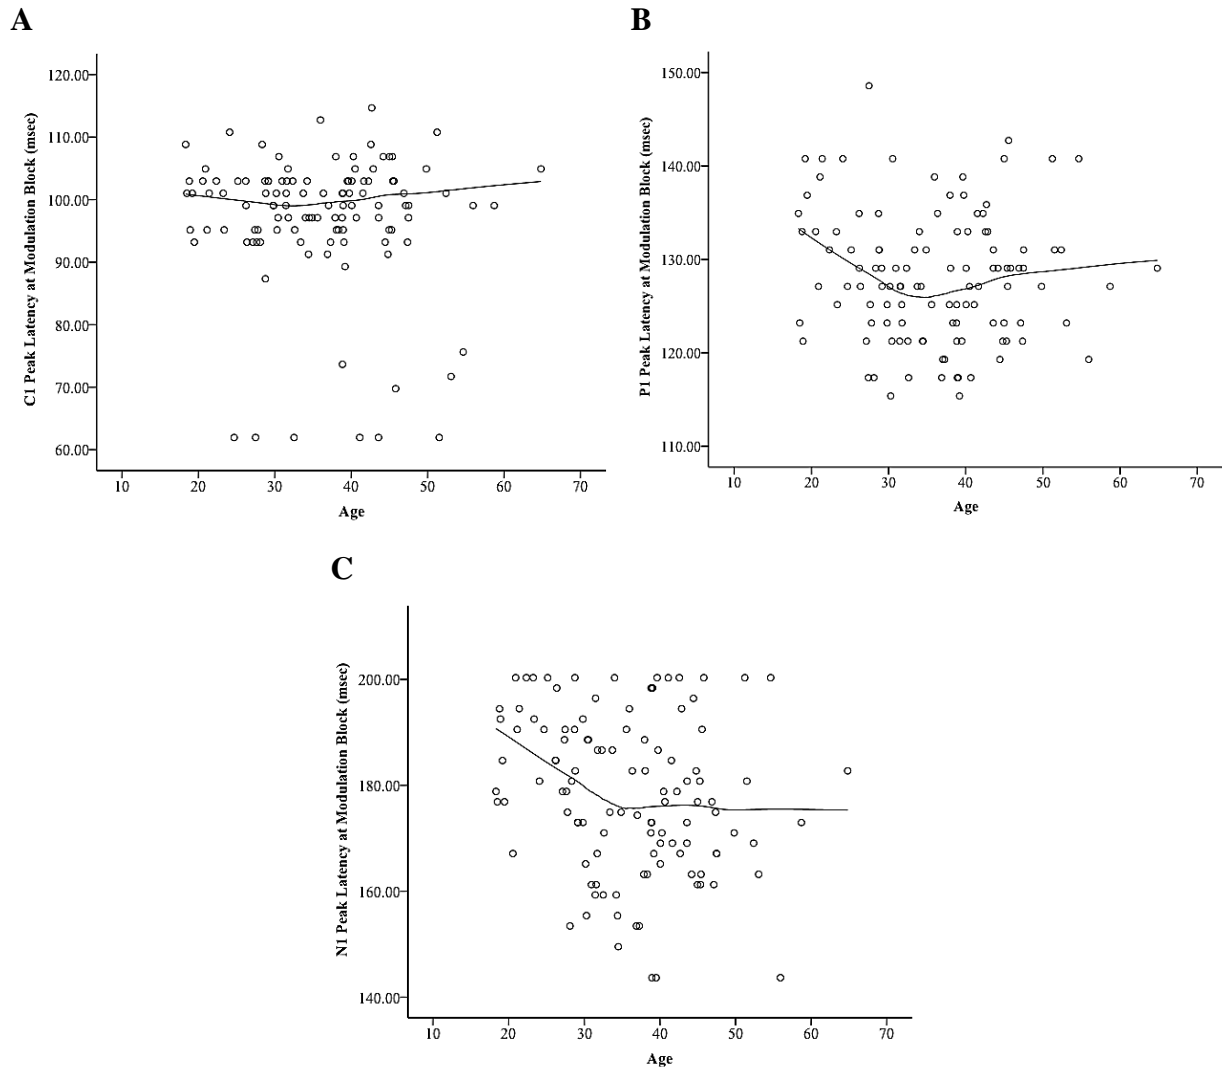 A
C1 Peak Latency at Modulation Block (msec)
120.00
110.00
100.00
90.00
80.00
70.00
60.00
10 20 30 40 50 60 70
Age
B
P1 Peak Latency at Modulation Block (msec)
150.00
140.00
130.00
120.00
110.00
10 20 30 40 50 60 70
Age
C
N1 Peak Latency at Modulation Block (msec)
200.00
180.00
160.00
140.00
10 20 30 40 50 60 70
Age